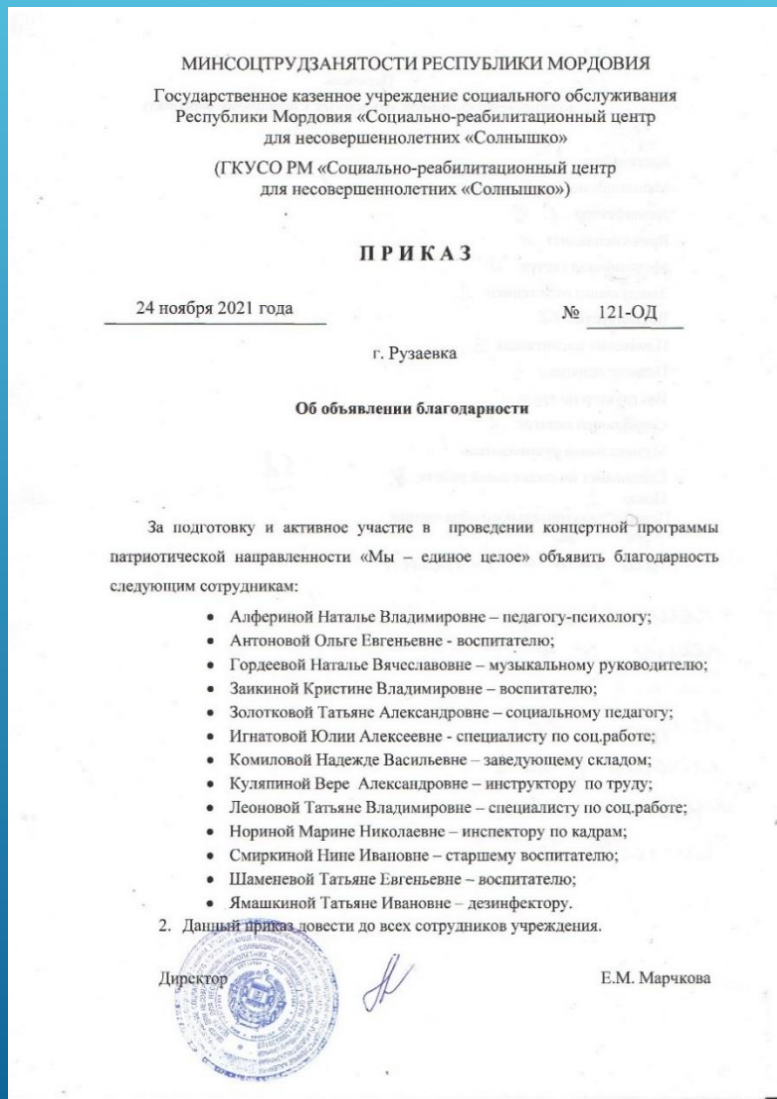 МИНСОЦТРУДЗАНЯТОСТИ РЕСПУБЛИКИ МОРДОВИЯ
Государственное казенное учреждение социального обслуживания
Республики Мордовия «Социально-реабилитационный центр
для несовершеннолетних «Солнышко»
(ГКУСО РМ «Социально-реабилитационный центр
для несовершеннолетних «Солнышко»)
П Р И К А З
24 ноября 2021 года № 121-ОД
г. Рузаевка
Об объявлении благодарности
За подготовку и активное участие в проведении концертной программы
патриотической направленности «Мы – единое целое» объявить благодарность
следующим сотрудникам:
• Алфериной Наталье Владимировне – педагогу-психологу;
• Антоновой Ольге Евгеньевне - воспитателю;
• Гордеевой Наталье Вячеславовне – музыкальному руководителю;
• Заикиной Кристине Владимировне – воспитателю;
• Золотковой Татьяне Александровне – социальному педагогу;
• Игнатовой Юлии Алексеевне - специалисту по соц.работе;
• Комиловой Надежде Васильевне – заведующему складом;
• Куляпиной Вере Александровне – инструктору по труду;
• Леоновой Татьяне Владимировне – специалисту по соц.работе;
• Нориной Марине Николаевне – инспектору по кадрам;
• Смиркиной Нине Ивановне – старшему воспитателю;
• Шаменевой Татьяне Евгеньевне – воспитателю;
• Ямашкиной Татьяне Ивановне – дезинфектору.
2. Данный приказ довести до всех сотрудников учреждения.
Директор Е.М. Марчкова